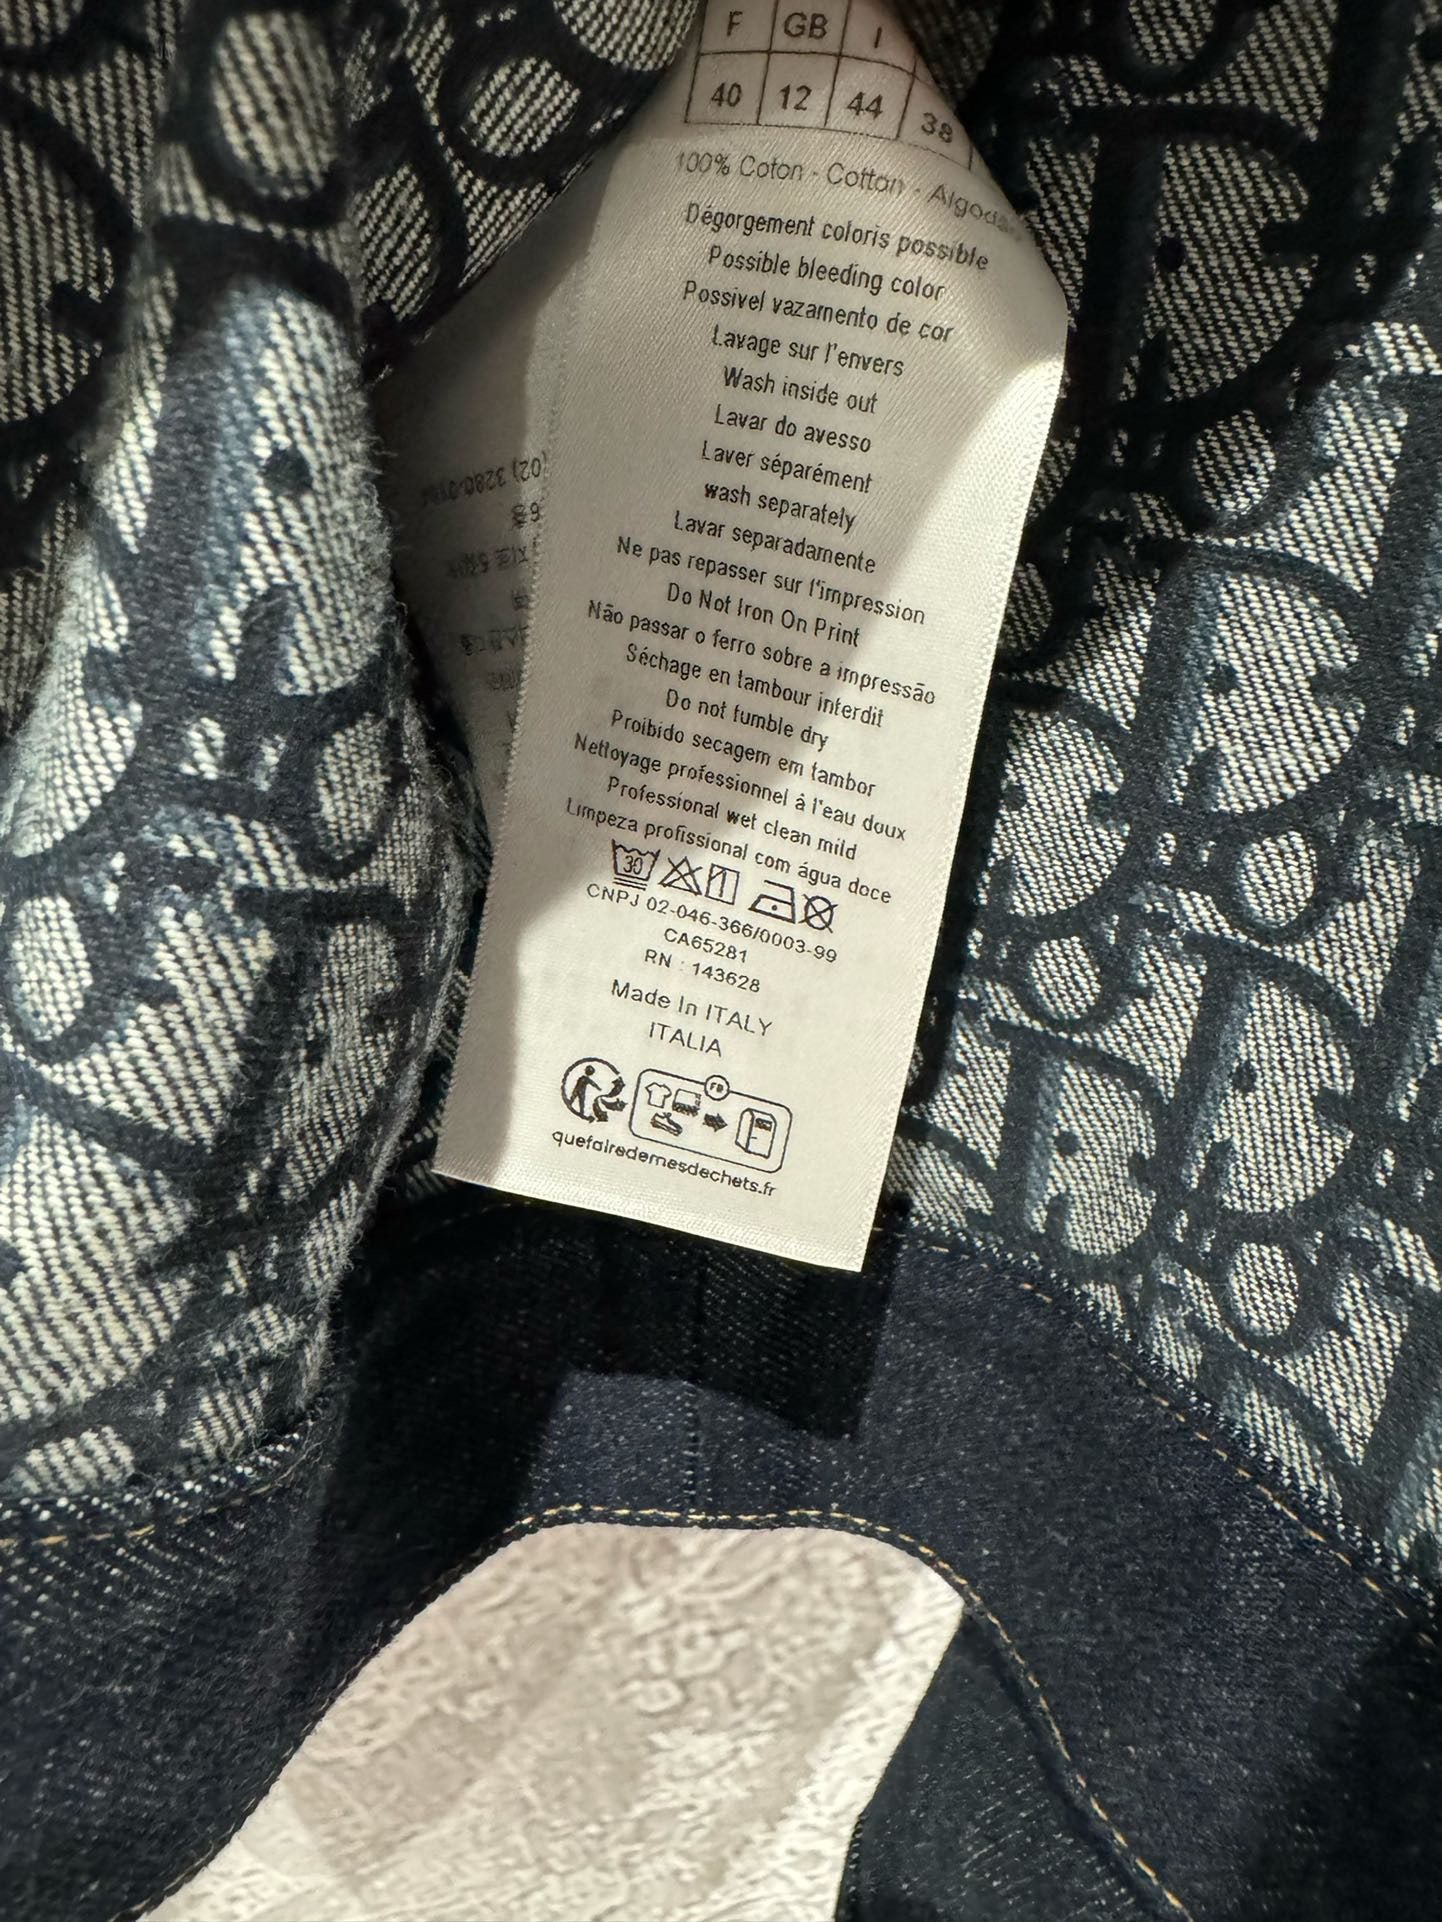 F GB I
40 12 44 38
100% Coton - Cotton - Algodão
Dégorgement coloris possible
Possible bleeding color
Possivel vazamento de cor
Lavage sur l'envers
Wash inside out
Lavar do avesso
Laver séparément
wash separately
Lavar separadamente
Ne pas repasser sur l'impression
Do Not Iron On Print
Não passar o ferro sobre a impressão
Séchage en tambour interdit
Do not tumble dry
Proibido secagem em tambor
Nettoyage professionnel à l'eau doux
Professional wet clean mild
Limpeza profissional com água doce
30
CNPJ 02-046-366/0003-99
CA65281
RN : 143628
Made In ITALY
ITALIA
FR
quefairedemesdechets.fr